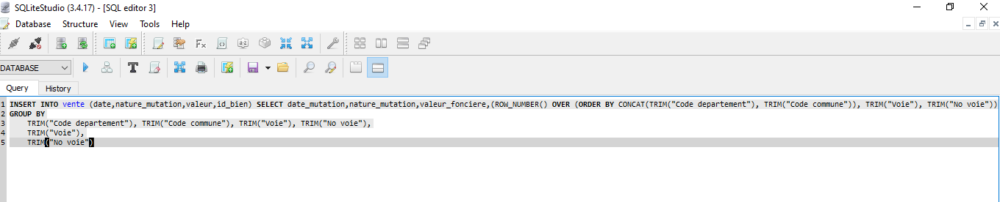 SQLiteStudio (3.4.17) - [SQL editor 3]
Database Structure View Tools Help
DATABASE
Query History
1 INSERT INTO vente (date,nature_mutation,valeur,id_bien) SELECT date_mutation,nature_mutation,valeur_fonciere,(ROW_NUMBER() OVER (ORDER BY CONCAT(TRIM("Code departement"), TRIM("Code commune")), TRIM("Voie"), TRIM("No voie"))
2 GROUP BY
3 TRIM("Code departement"), TRIM("Code commune"), TRIM("Voie"), TRIM("No voie"),
4 TRIM("Voie"),
5 TRIM("No voie")